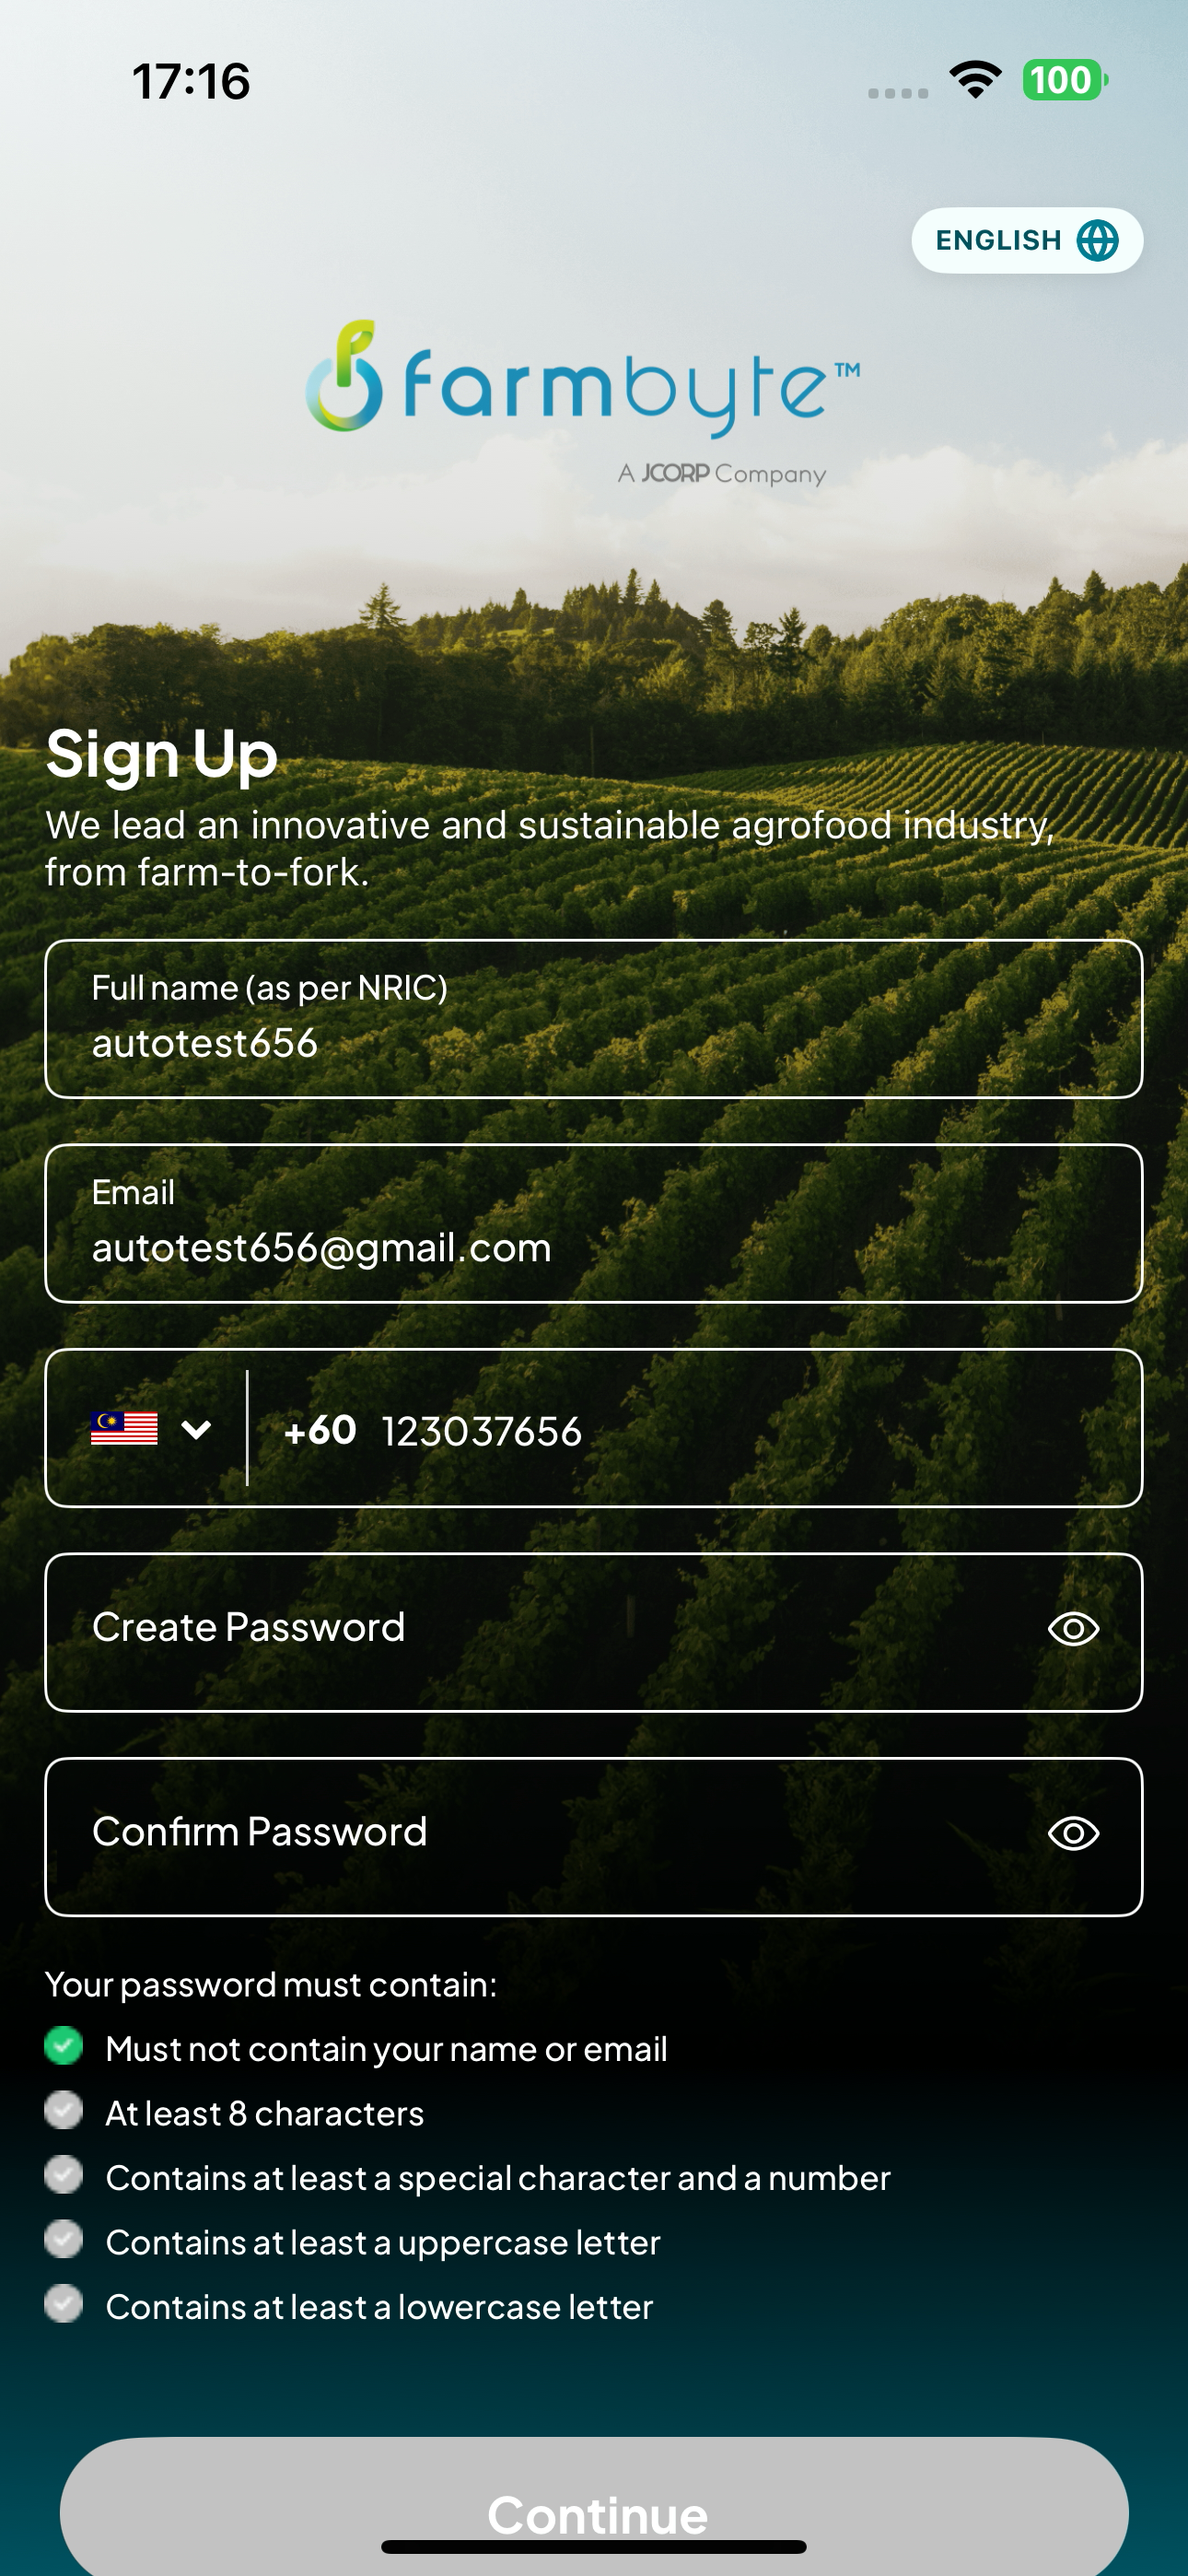 17:16
100
ENGLISH
farmbyte™
A JCORP Company
Sign Up
We lead an innovative and sustainable agrofood industry,
from farm-to-fork.
Full name (as per NRIC)
autotest656
Email
autotest656@gmail.com
+60 123037656
Create Password
Confirm Password
Your password must contain:
Must not contain your name or email
At least 8 characters
Contains at least a special character and a number
Contains at least a uppercase letter
Contains at least a lowercase letter
Continue